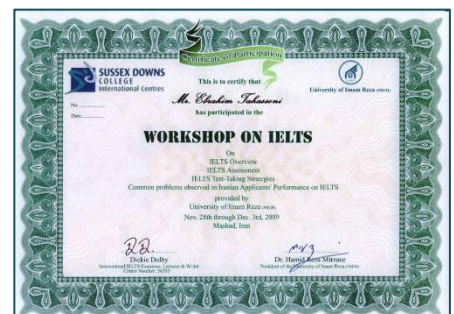 Certificate of Participation
SUSSEX DOWNS
COLLEGE
International Centres
This is to certify that
University of Imam Reza
No:
Date:
Mr. Ebrahim Tahassoni
has participated in the
WORKSHOP ON IELTS
On
IELTS Overview
IELTS Assessment
IELTS Test-Taking Strategies
Common problems observed in Iranian Applicants' Performance on IELTS
provided by
University of Imam Reza
Nov. 28th through Dec. 3rd, 2009
Mashad, Iran
Dickie Dolby
International IELTS Examiner, Lecturer & Writer
Centre Number:
Dr. Hamid Reza Mirzaee
President of the University of Imam Reza